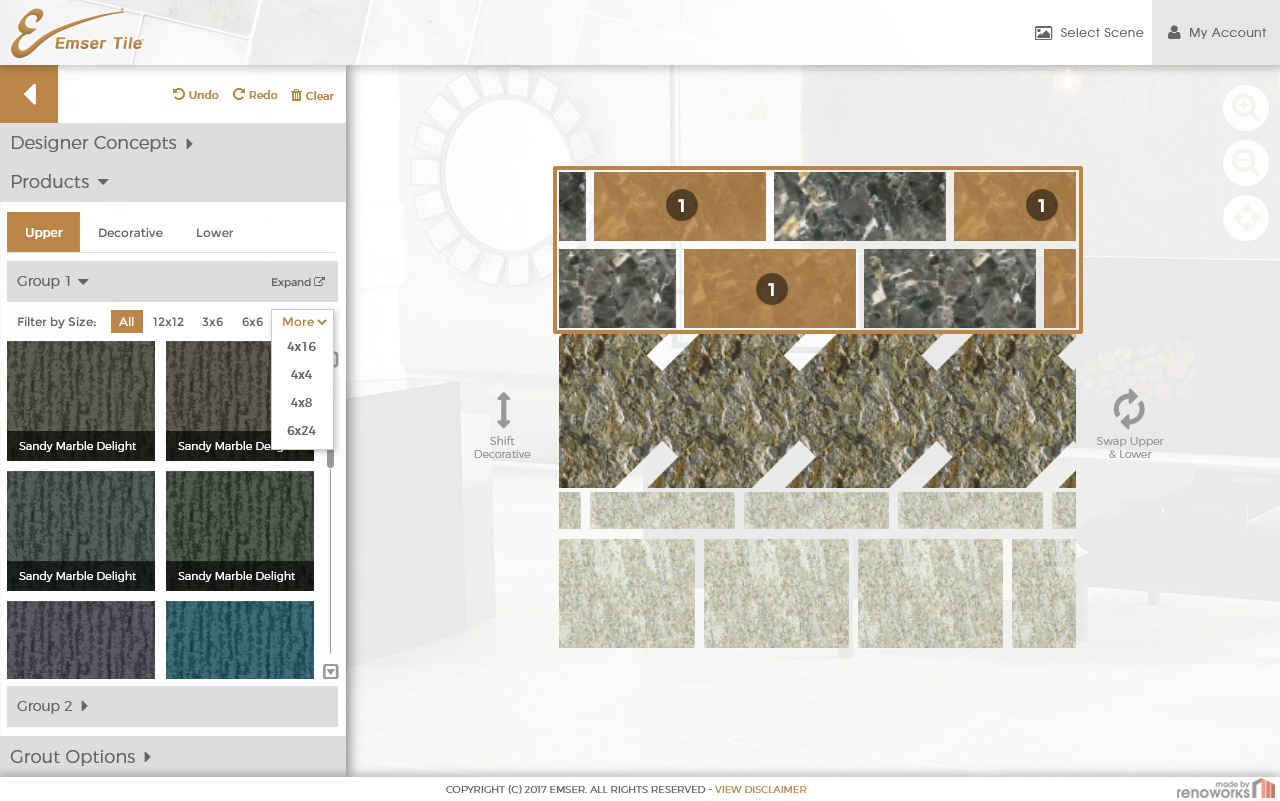 Emser Tile
Select Scene
My Account
Undo
Redo
Clear
Designer Concepts
Products
Upper
Decorative
Lower
Group 1
Expand
Filter by Size:
All
12x12
3x6
6x6
More
4x16
4x4
4x8
6x24
Sandy Marble Delight
Sandy Marble Delight
Sandy Marble Delight
Sandy Marble Delight
Group 2
Grout Options
1
1
1
Shift
Decorative
Swap Upper
& Lower
COPYRIGHT (C) 2017 EMSER. ALL RIGHTS RESERVED - VIEW DISCLAIMER
made by
renoworks